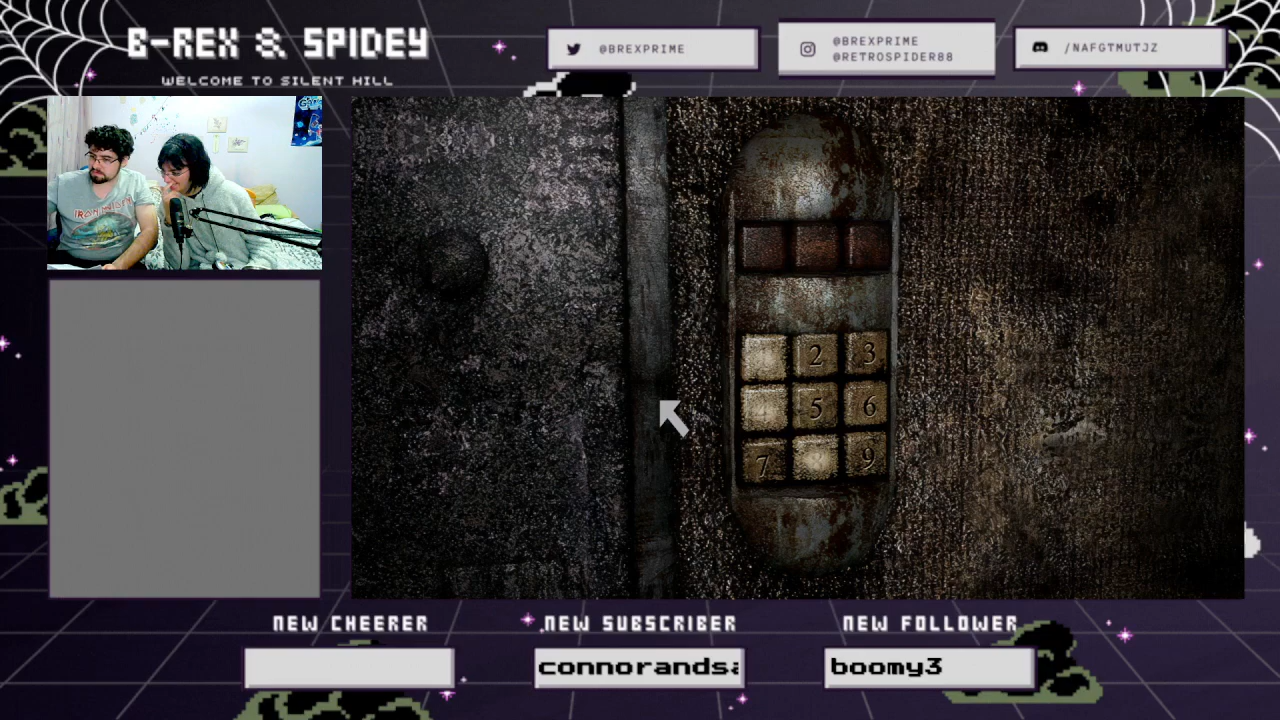 B-REX & SPIDEY
WELCOME TO SILENT HILL
@BREXPRIME
@BREXPRIME
@RETROSPIDER88
/NAFGTMUTJZ
2 3
5 6
7 9
NEW CHEERER
NEW SUBSCRIBER
NEW FOLLOWER
connorandsa
boomy3